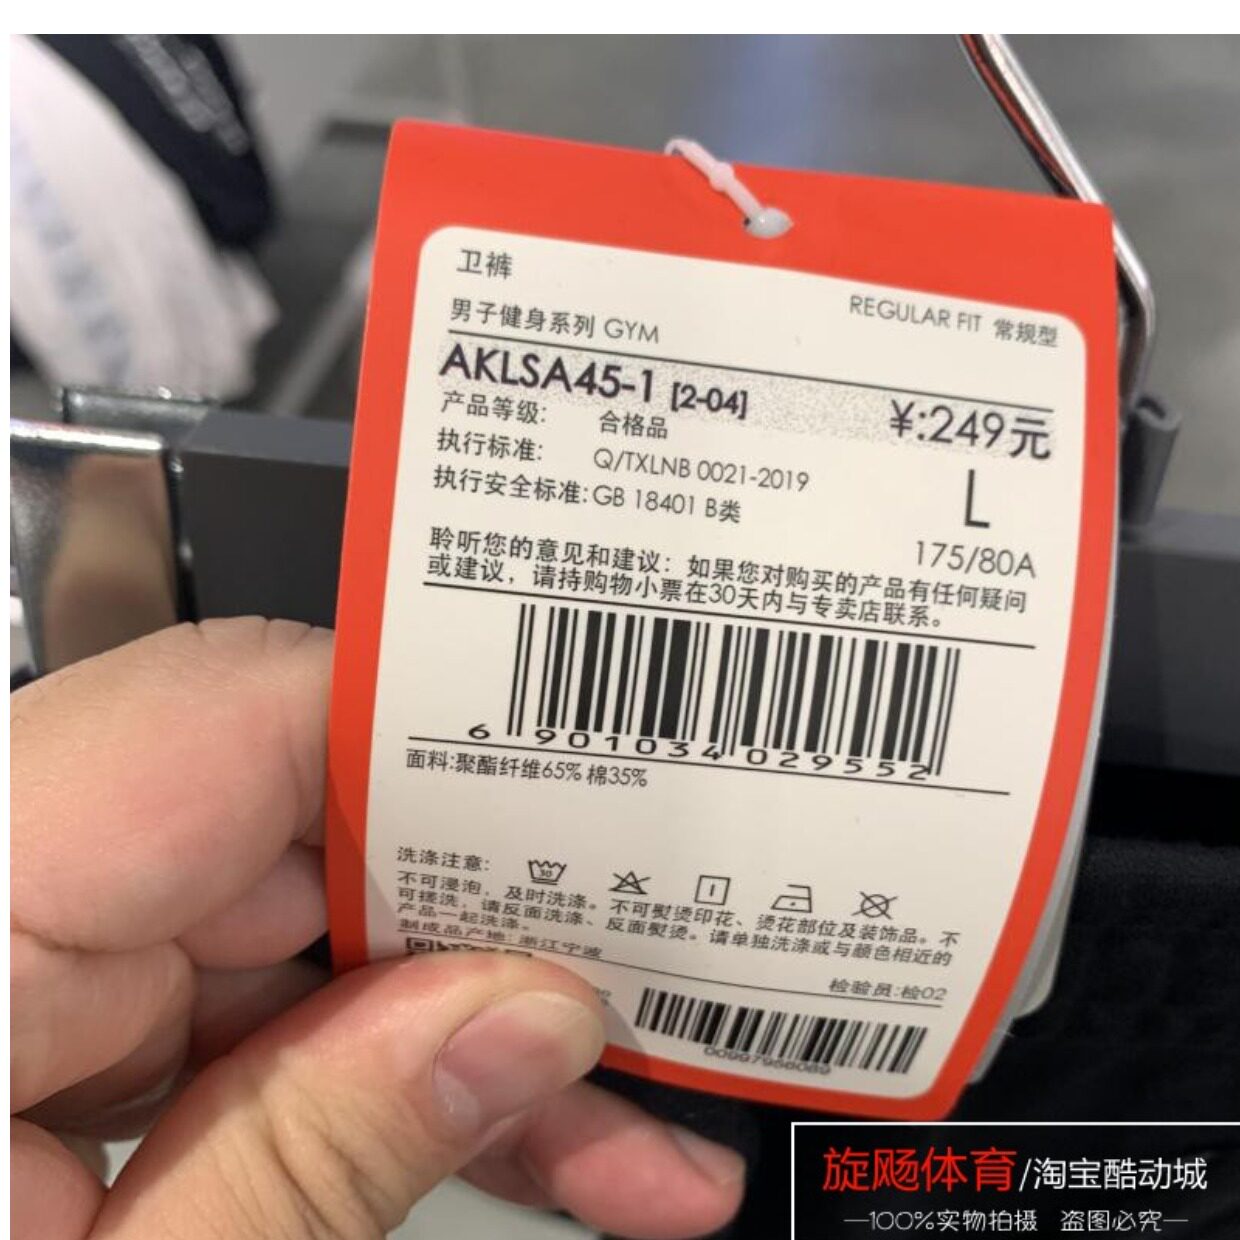 卫裤
男子健身系列 GYM
REGULAR FIT 常规型
AKLSA45-1 [2-04]
¥:249元
产品等级: 合格品
执行标准: Q/TXLNB 0021-2019
L
执行安全标准: GB 18401 B类
175/80A
聆听您的意见和建议：如果您对购买的产品有任何疑问
或建议，请持购物小票在30天内与专卖店联系。
6 901034 029552
面料:聚酯纤维65% 棉35%
洗涤注意:
30
不可浸泡，及时洗涤。不可熨烫印花、烫花部位及装饰品。不
可搓洗，请反面洗涤、反面熨烫。请单独洗涤或与颜色相近的
产品一起洗涤。
制成品产地: 浙江宁波
检验员:检02
00997956089
旋飏体育/淘宝酷动城
—100%实物拍摄 盗图必究—